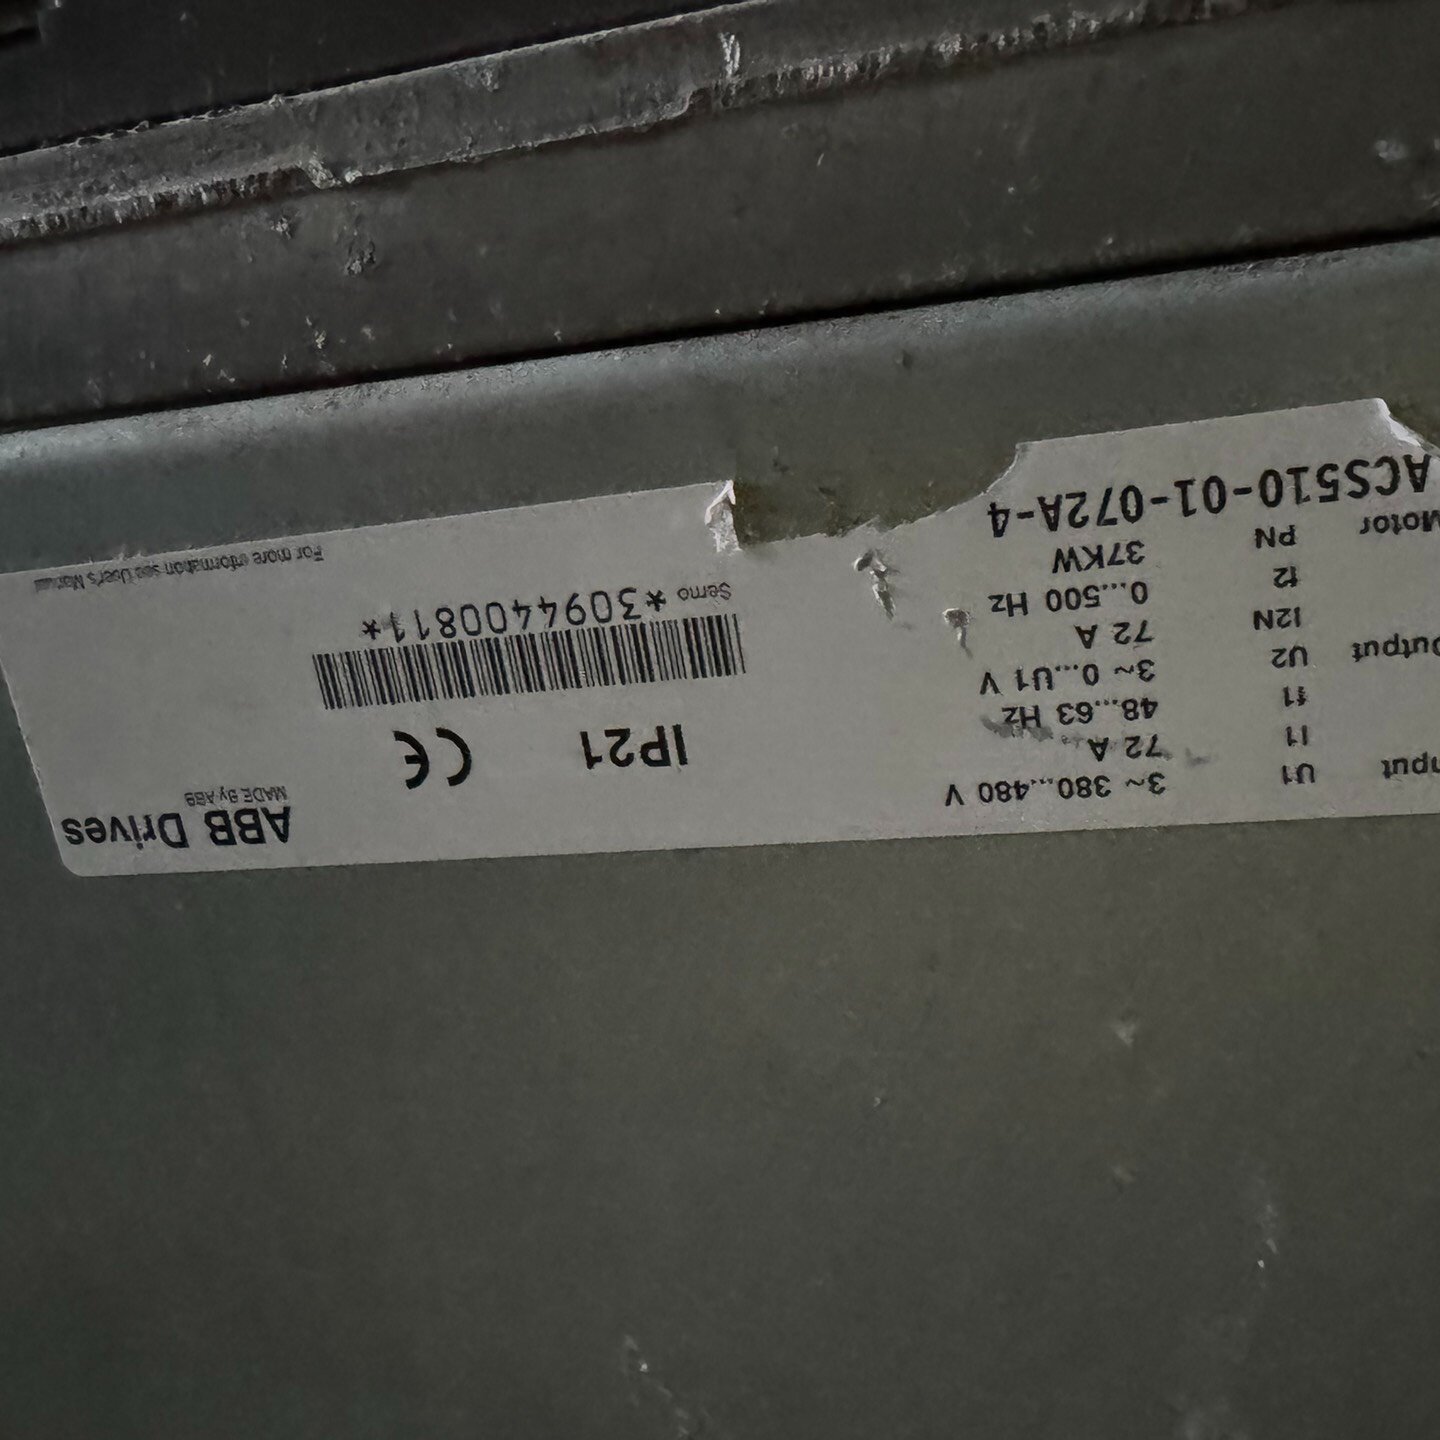 ABB Drives
MADE By ABB
IP21
CE
Serno *3094400811*
For more information see User's Manual
U1 3~ 380...480 V
I1 72 A
f1 48...63 Hz
Output U2 3~ 0...U1 V
I2N 72 A
f2 0...500 Hz
Motor PN 37KW
ACS510-01-072A-4